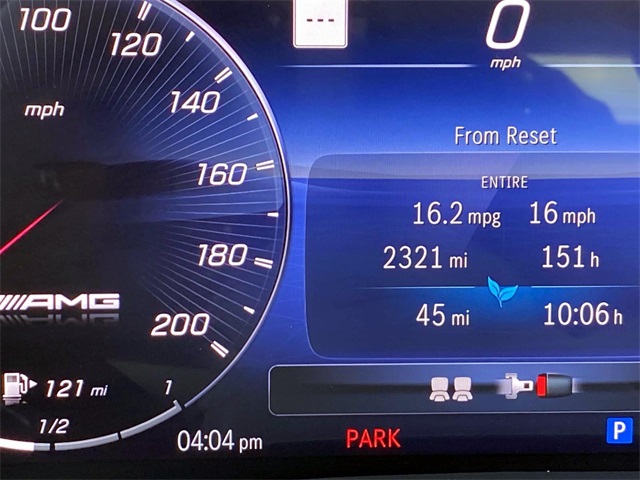 100
120
140
160
180
200
mph
AMG
121 mi
1/2
1
04:04 pm
---
0
mph
From Reset
ENTIRE
16.2 mpg 16 mph
2321 mi 151 h
45 mi 10:06 h
PARK
P